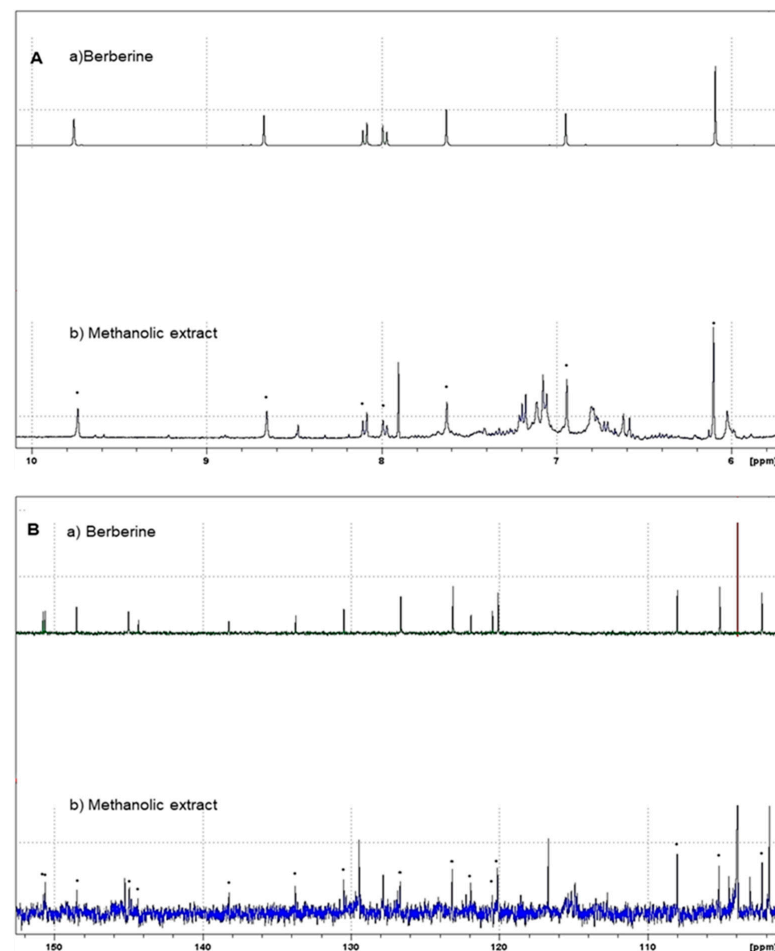 A
a)Berberine
b) Methanolic extract
10 9 8 7 6 [ppm]
B
a) Berberine
b) Methanolic extract
150 140 130 120 110 [ppm]